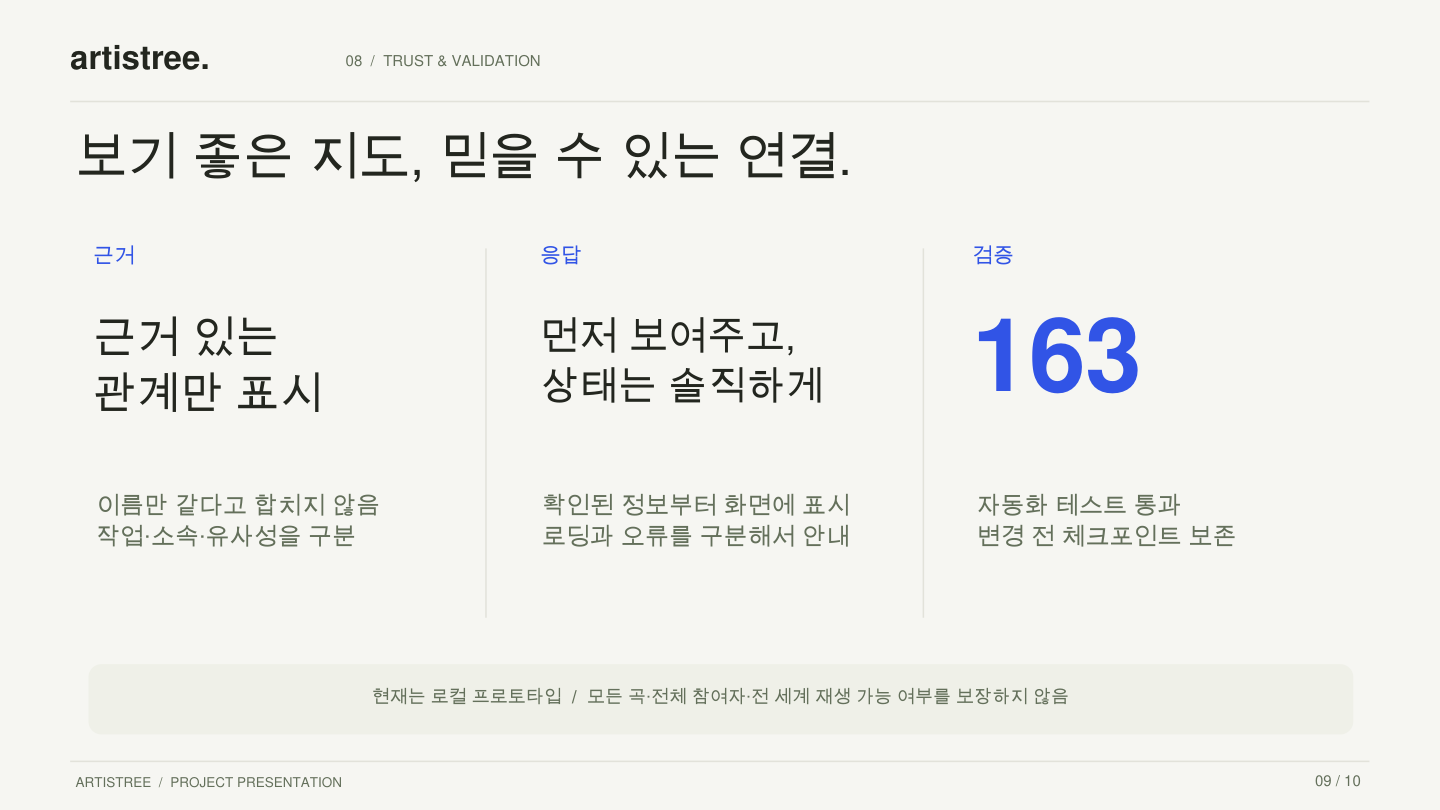 artistree.
08 / TRUST & VALIDATION
보기 좋은 지도, 믿을 수 있는 연결.
근거
근거 있는
관계만 표시
이름만 같다고 합치지 않음
작업·소속·유사성을 구분
응답
먼저 보여주고,
상태는 솔직하게
확인된 정보부터 화면에 표시
로딩과 오류를 구분해서 안내
검증
163
자동화 테스트 통과
변경 전 체크포인트 보존
현재는 로컬 프로토타입 / 모든 곡·전체 참여자·전 세계 재생 가능 여부를 보장하지 않음
ARTISTREE / PROJECT PRESENTATION
09 / 10